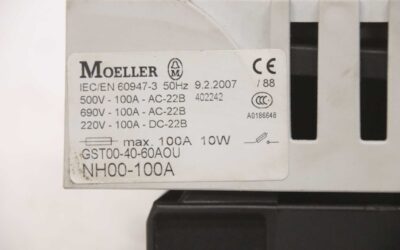 MOELLER
IEC/EN 60947-3 50Hz 9.2.2007 / 88
500V - 100A - AC-22B 402242
690V - 100A - AC-22B
220V - 100A - DC-22B A0186648
max. 100A 10W
GST00-40-60AOU
NH00-100A